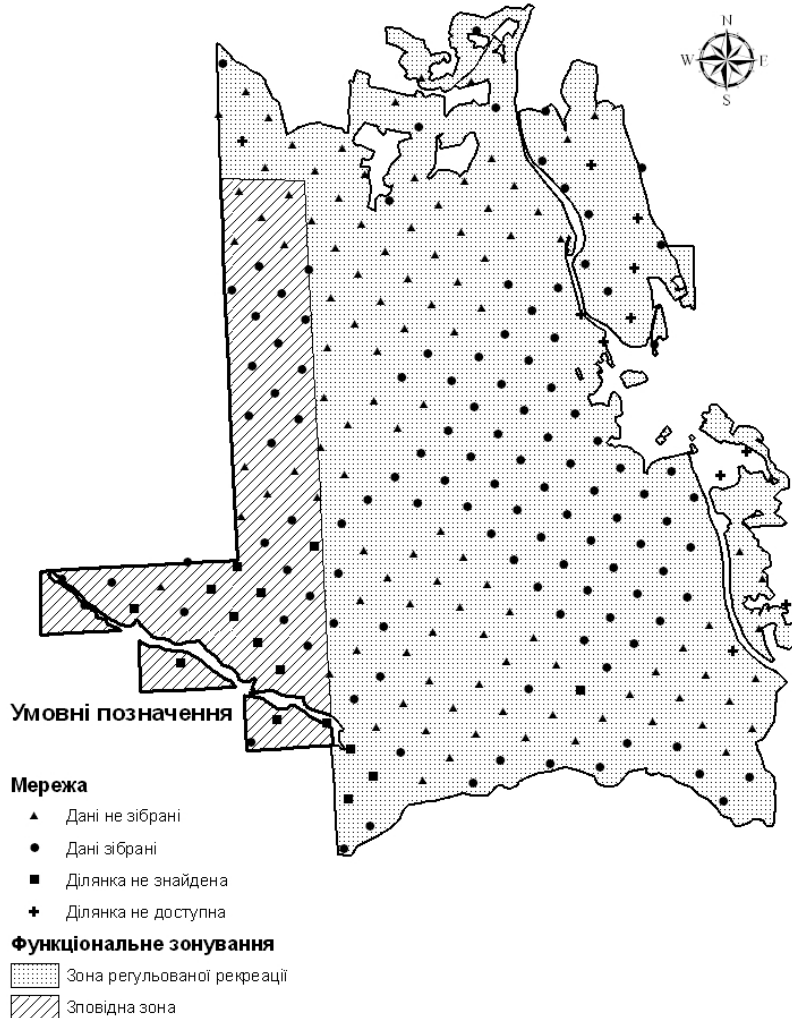 N
W E
S
Умовні позначення
Мережа
Дані не зібрані
Дані зібрані
Ділянка не знайдена
Ділянка не доступна
Функціональне зонування
Зона регульованої рекреації
Зповідна зона